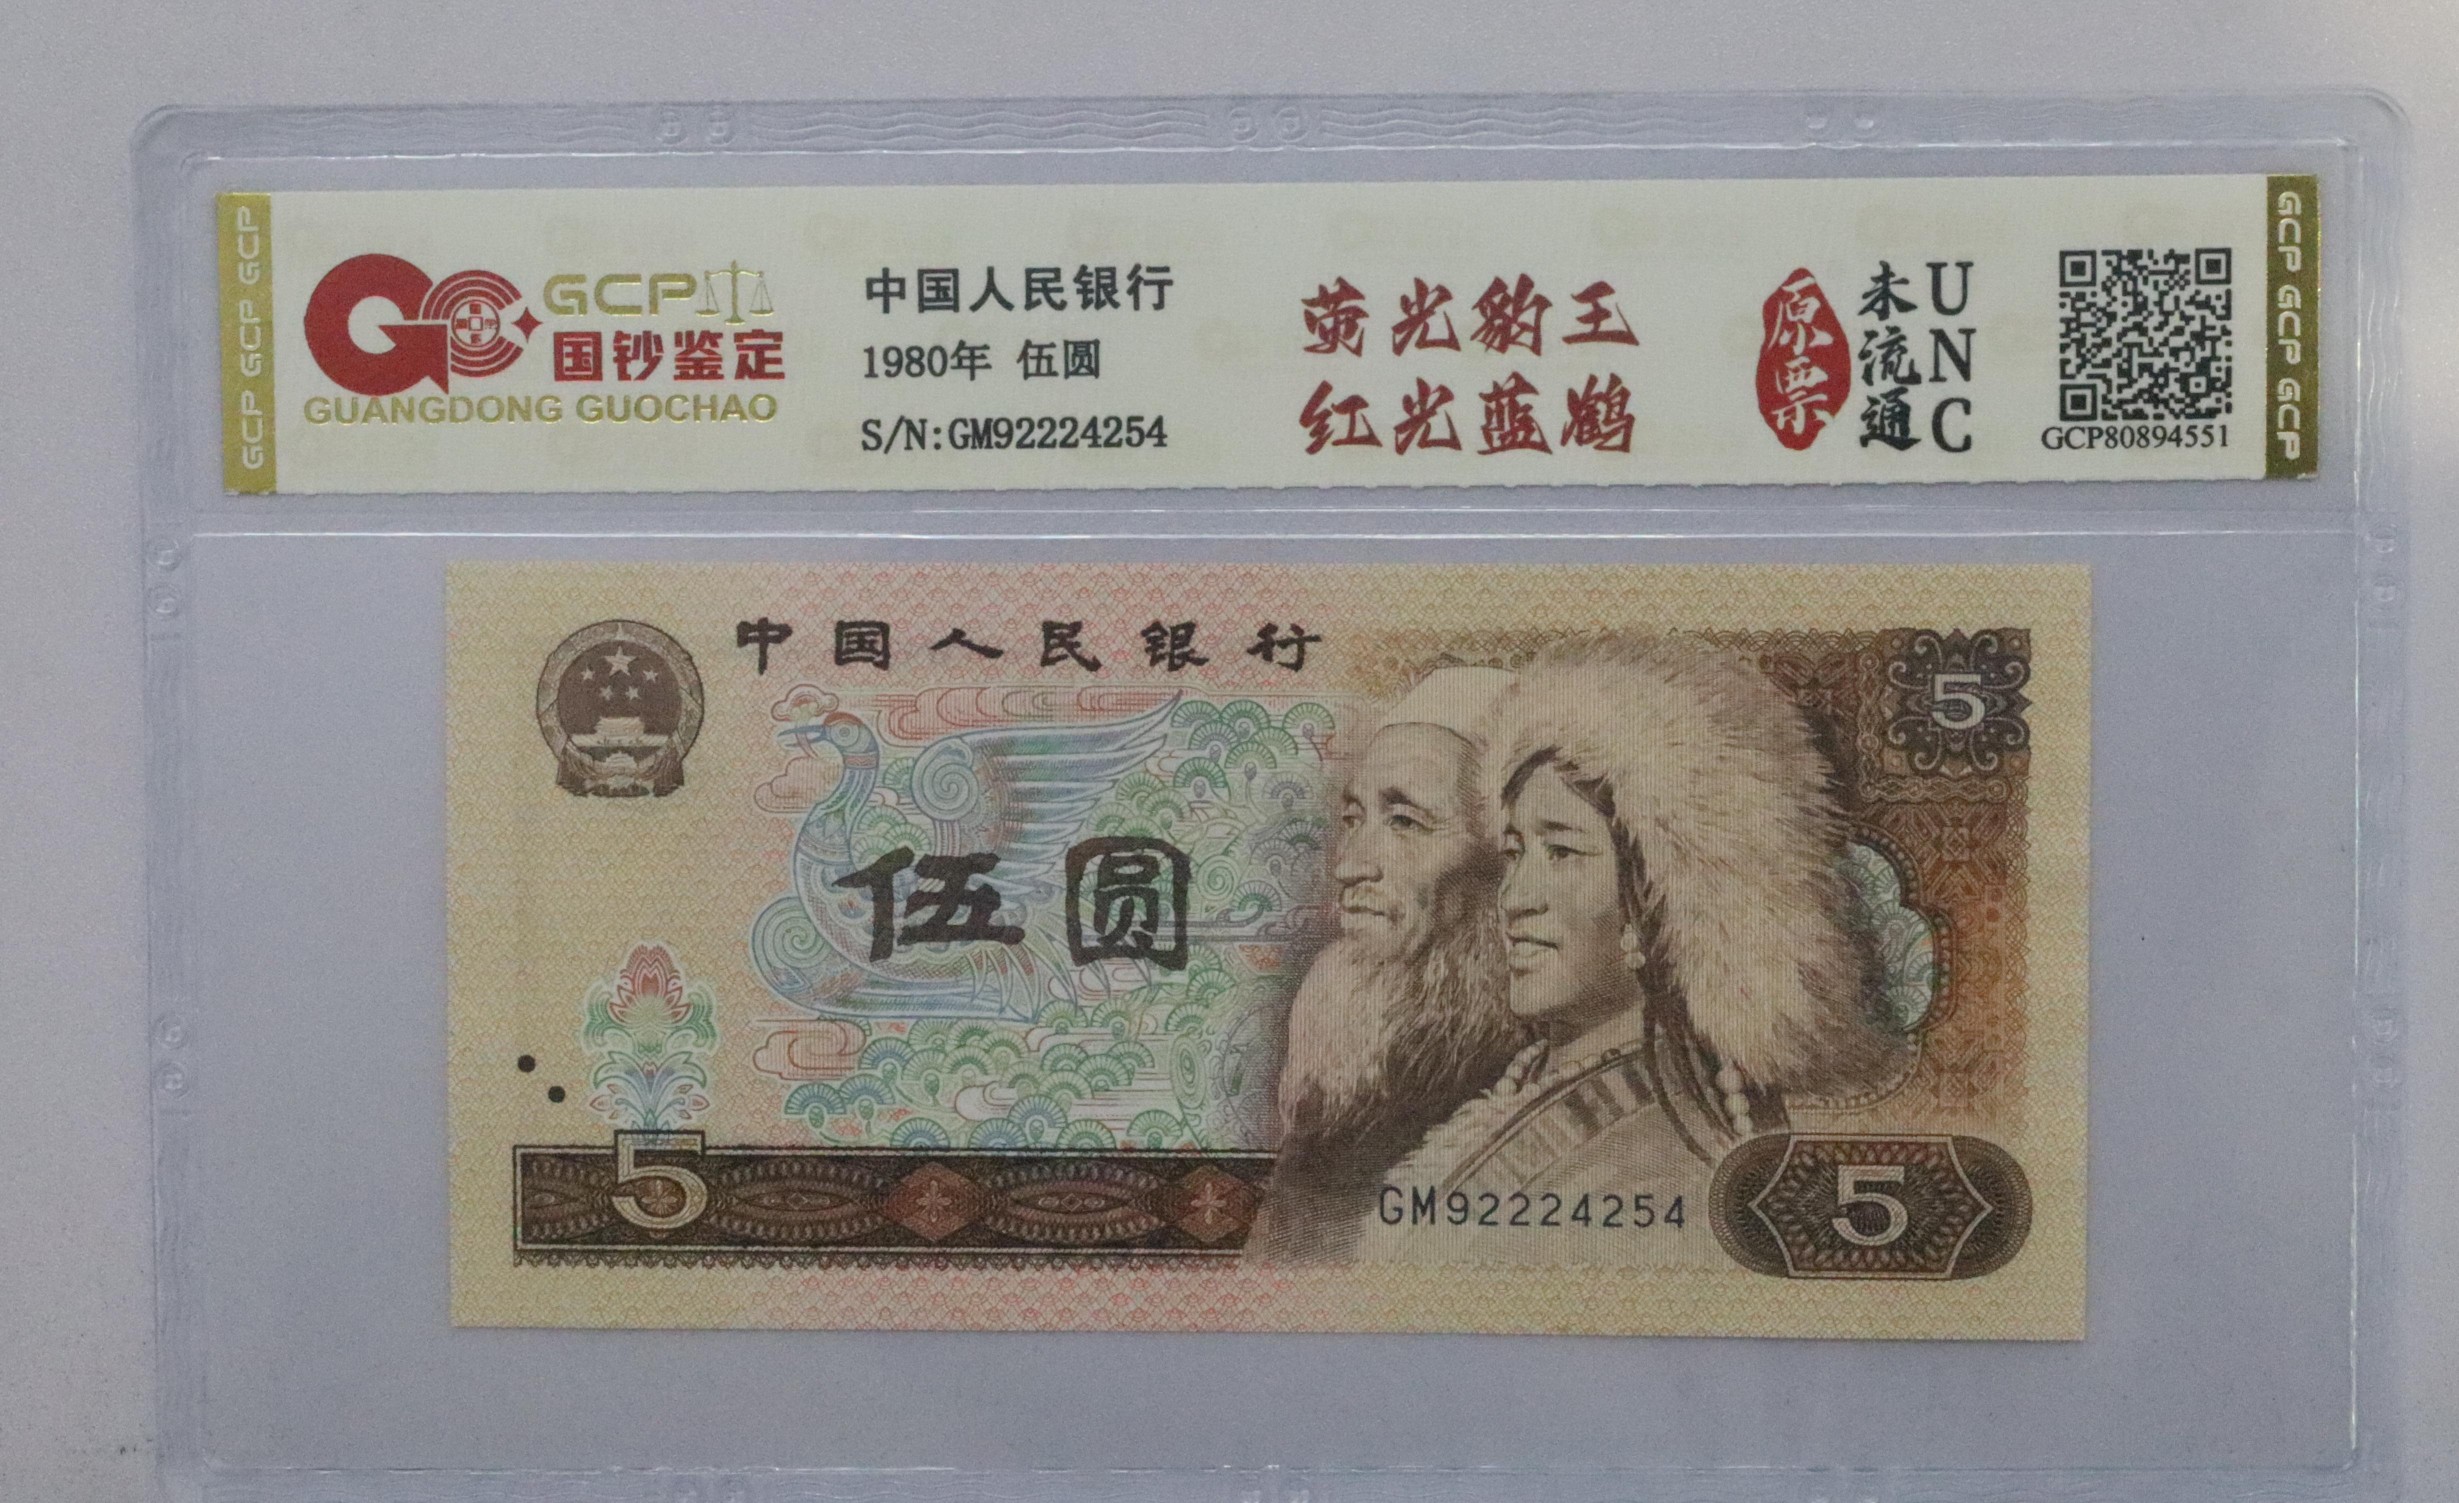 GCP GCP GCP
GCP
国钞鉴定
GUANGDONG GUOCHAO
中国人民银行
1980年 伍圆
S/N:GM92224254
荧光豹王
红光蓝鹤
原票
未流通
UNC
GCP80894551
GCP GCP GCP
中国人民银行
5
伍圆
5
GM92224254
5